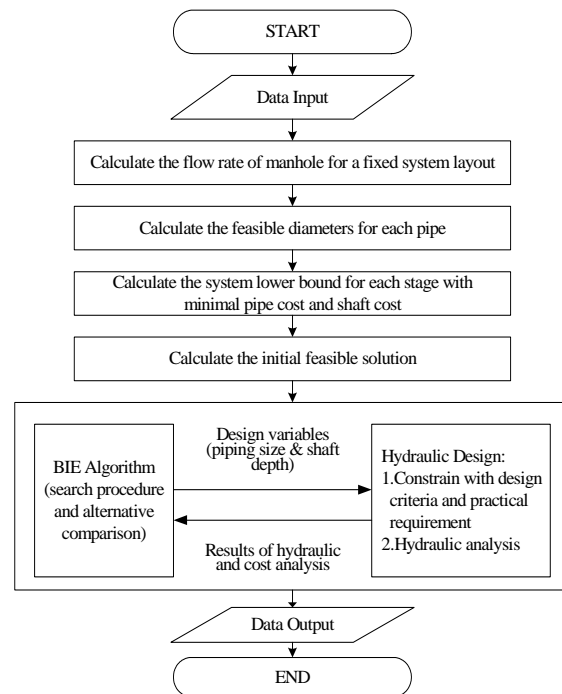 START
Data Input
Calculate the flow rate of manhole for a fixed system layout
Calculate the feasible diameters for each pipe
Calculate the system lower bound for each stage with
minimal pipe cost and shaft cost
Calculate the initial feasible solution
BIE Algorithm
(search procedure
and alternative
comparison)
Design variables
(piping size & shaft
depth)
Results of hydraulic
and cost analysis
Hydraulic Design:
1.Constrain with design
criteria and practical
requirement
2.Hydraulic analysis
Data Output
END